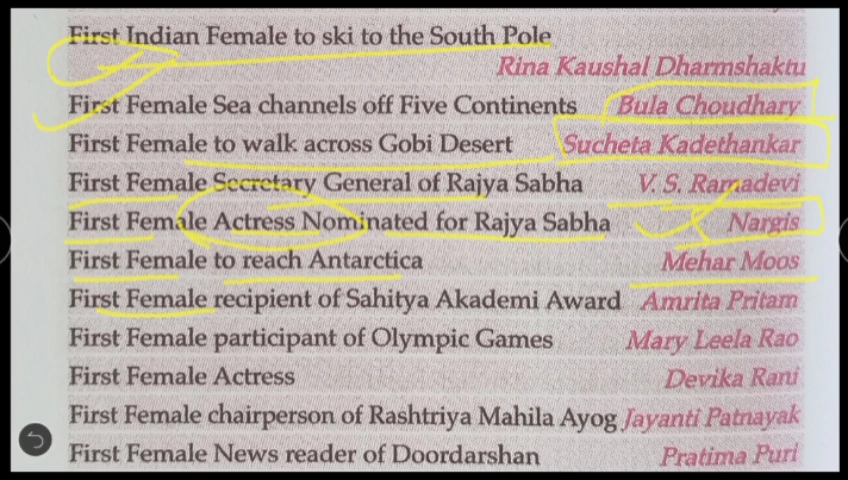 First Indian Female to ski to the South Pole
Rina Kaushal Dharmshaktu
First Female Sea channels off Five Continents Bula Choudhary
First Female to walk across Gobi Desert Sucheta Kadethankar
First Female Secretary General of Rajya Sabha V. S. Ramadevi
First Female Actress Nominated for Rajya Sabha Nargis
First Female to reach Antarctica Mehar Moos
First Female recipient of Sahitya Akademi Award Amrita Pritam
First Female participant of Olympic Games Mary Leela Rao
First Female Actress Devika Rani
First Female chairperson of Rashtriya Mahila Ayog Jayanti Patnayak
First Female News reader of Doordarshan Pratima Puri